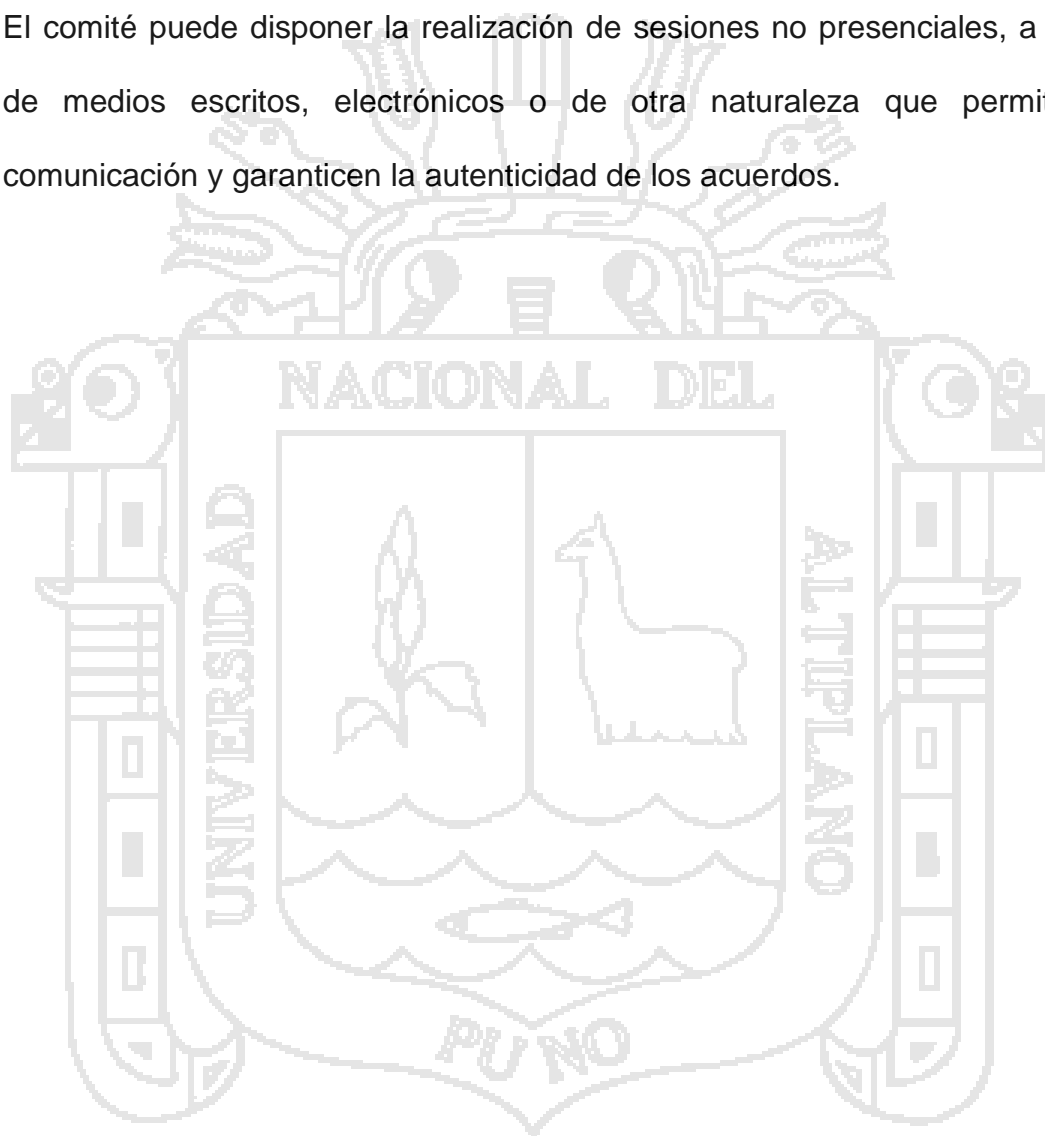 El comité puede disponer la realización de sesiones no presenciales, a
de medios escritos, electrónicos o de otra naturaleza que permit
comunicación y garanticen la autenticidad de los acuerdos.
NACIONAL DEL
UNIVERSIDAD
ALTIPLANO
PUNO